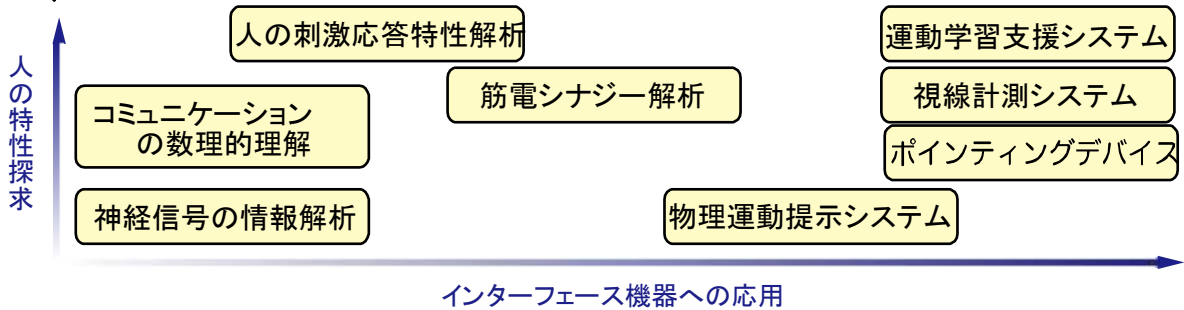 人の特性探求
人の刺激応答特性解析
運動学習支援システム
筋電シナジー解析
視線計測システム
コミュニケーション
の数理的理解
ポインティングデバイス
神経信号の情報解析
物理運動提示システム
インターフェース機器への応用